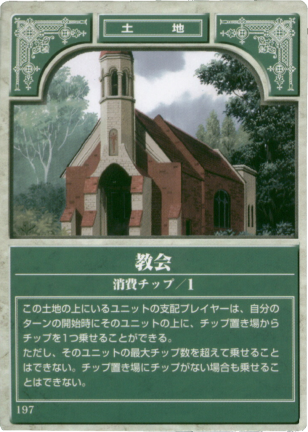 土地
教会
消費チップ／1
この土地の上にいるユニットの支配プレイヤーは、自分の
ターンの開始時にそのユニットの上に、チップ置き場から
チップを1つ乗せることができる。
ただし、そのユニットの最大チップ数を超えて乗せること
はできない。チップ置き場にチップがない場合も乗せるこ
とはできない。
197